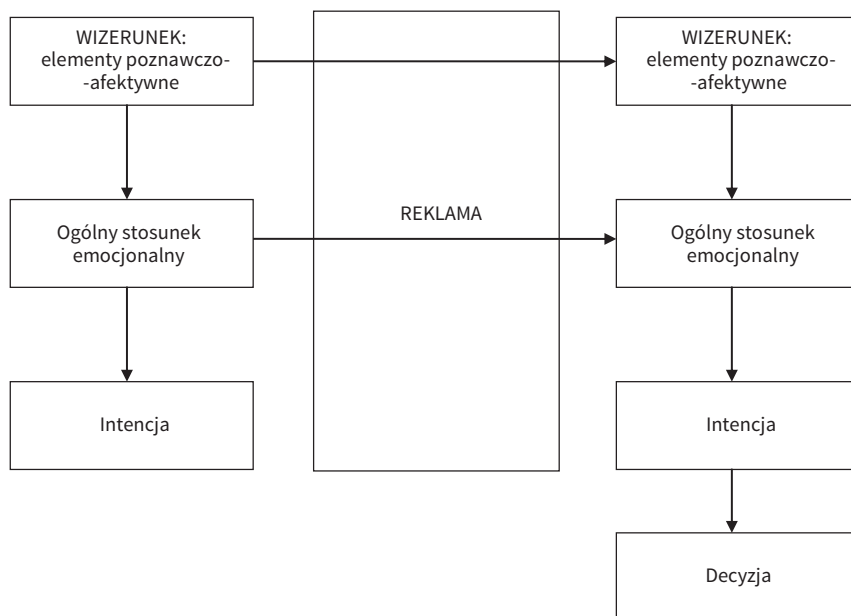 WIZERUNEK:
elementy poznawczo-
-afektywne
WIZERUNEK:
elementy poznawczo-
-afektywne
REKLAMA
Ogólny stosunek
emocjonalny
Ogólny stosunek
emocjonalny
Intencja
Intencja
Decyzja